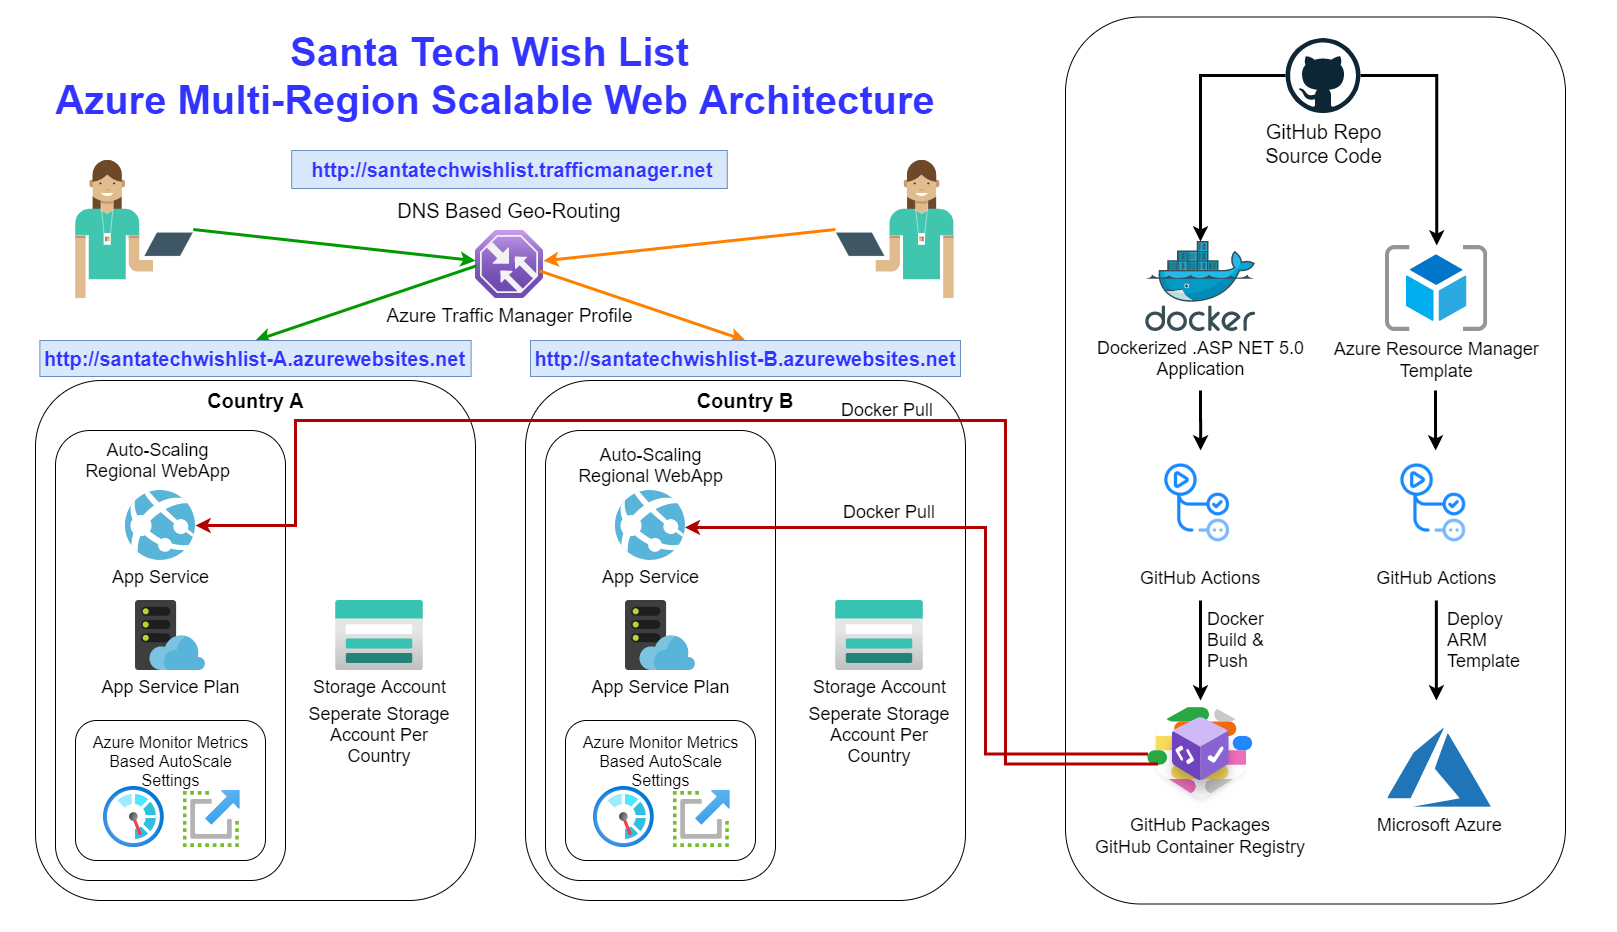 Santa Tech Wish List
Azure Multi-Region Scalable Web Architecture
http://santatechwishlist.trafficmanager.net
DNS Based Geo-Routing
Azure Traffic Manager Profile
http://santatechwishlist-A.azurewebsites.net
http://santatechwishlist-B.azurewebsites.net
Country A
Auto-Scaling
Regional WebApp
App Service
App Service Plan
Azure Monitor Metrics
Based AutoScale
Settings
Storage Account
Seperate Storage
Account Per
Country
Country B
Docker Pull
Auto-Scaling
Regional WebApp
Docker Pull
App Service
App Service Plan
Azure Monitor Metrics
Based AutoScale
Settings
Storage Account
Seperate Storage
Account Per
Country
GitHub Repo
Source Code
docker
Dockerized .ASP NET 5.0
Application
GitHub Actions
Docker
Build &
Push
GitHub Packages
GitHub Container Registry
Azure Resource Manager
Template
GitHub Actions
Deploy
ARM
Template
Microsoft Azure